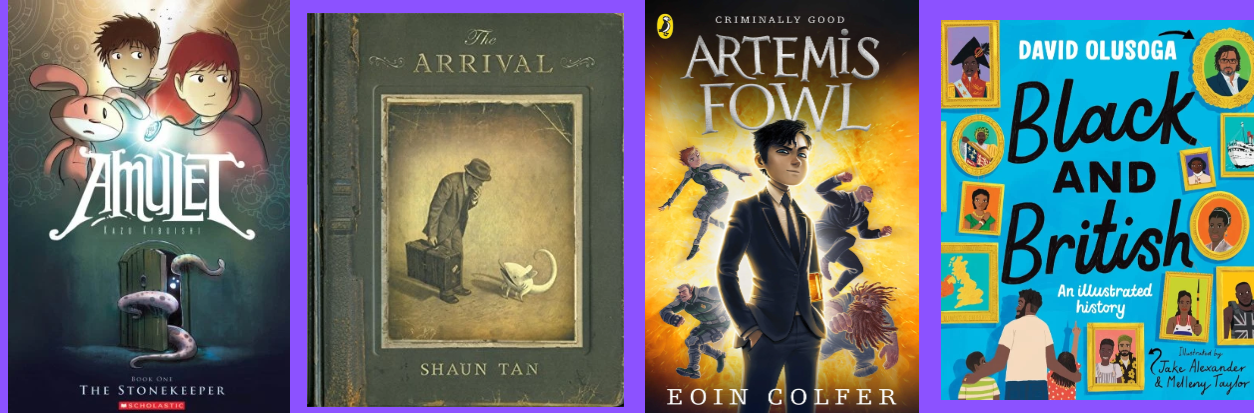 AMULET
KAZU KIBUISHI
BOOK ONE
THE STONEKEEPER
SCHOLASTIC
The
ARRIVAL
SHAUN TAN
CRIMINALLY GOOD
ARTEMIS
FOWL
EOIN COLFER
DAVID OLUSOGA
Black
AND
British
An illustrated
history
Illustrated by
Jake Alexander
& Melleny Taylor